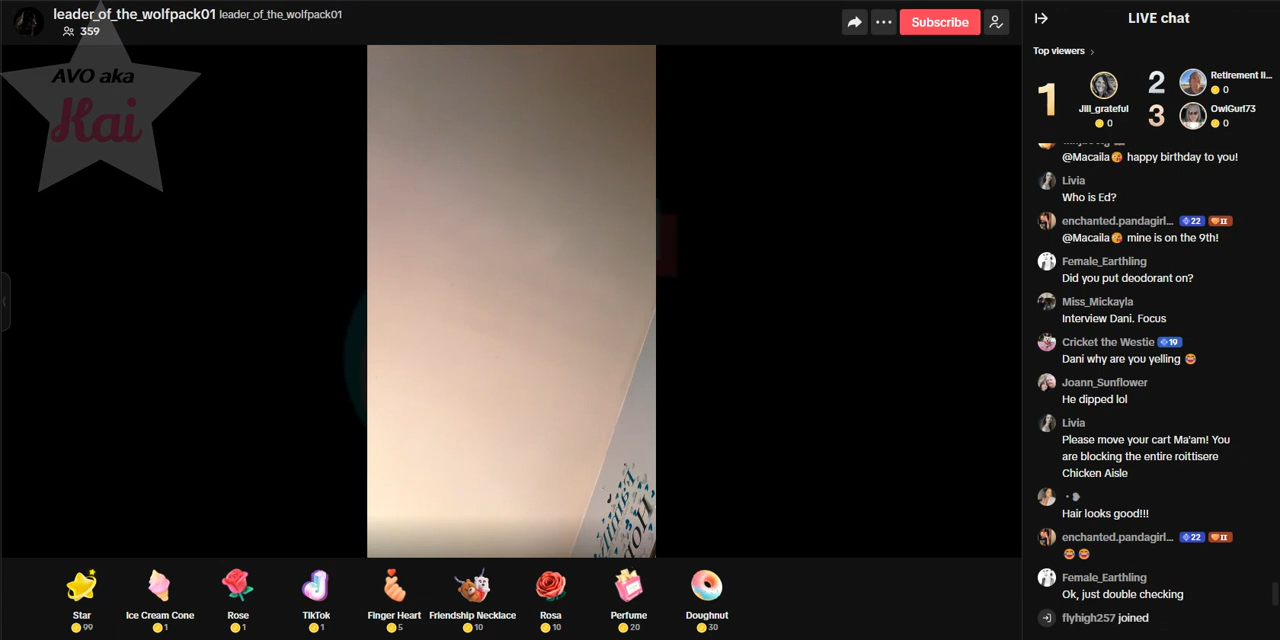 leader_of_the_wolfpack01 leader_of_the_wolfpack01
359
Subscribe
AVO aka
Kai
LIVE chat
Top viewers
1
Jill_grateful
0
2
Retirement li...
0
3
OwlGurl73
0
@Macaila happy birthday to you!
Livia
Who is Ed?
enchanted.pandagirl... 22 II
@Macaila mine is on the 9th!
Female_Earthling
Did you put deodorant on?
Miss_Mickayla
Interview Dani. Focus
Cricket the Westie 19
Dani why are you yelling
Joann_Sunflower
He dipped lol
Livia
Please move your cart Ma'am! You
are blocking the entire roittisere
Chicken Aisle
Hair looks good!!!
enchanted.pandagirl... 22 II
Female_Earthling
Ok, just double checking
flyhigh257 joined
Star
99
Ice Cream Cone
1
Rose
1
TikTok
1
Finger Heart
5
Friendship Necklace
10
Rosa
10
Perfume
20
Doughnut
30